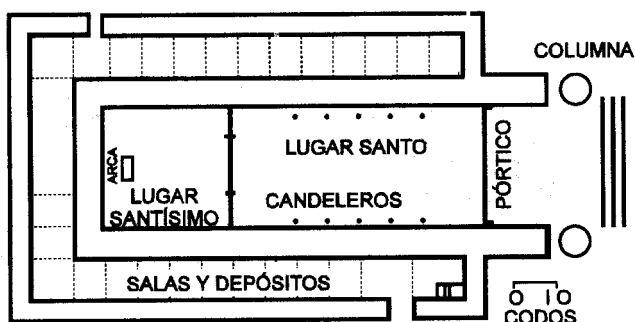 COLUMNA
ARCA
LUGAR SANTO
PÓRTICO
LUGAR
SANTÍSIMO
CANDELEROS
SALAS Y DEPÓSITOS
0 10
CODOS